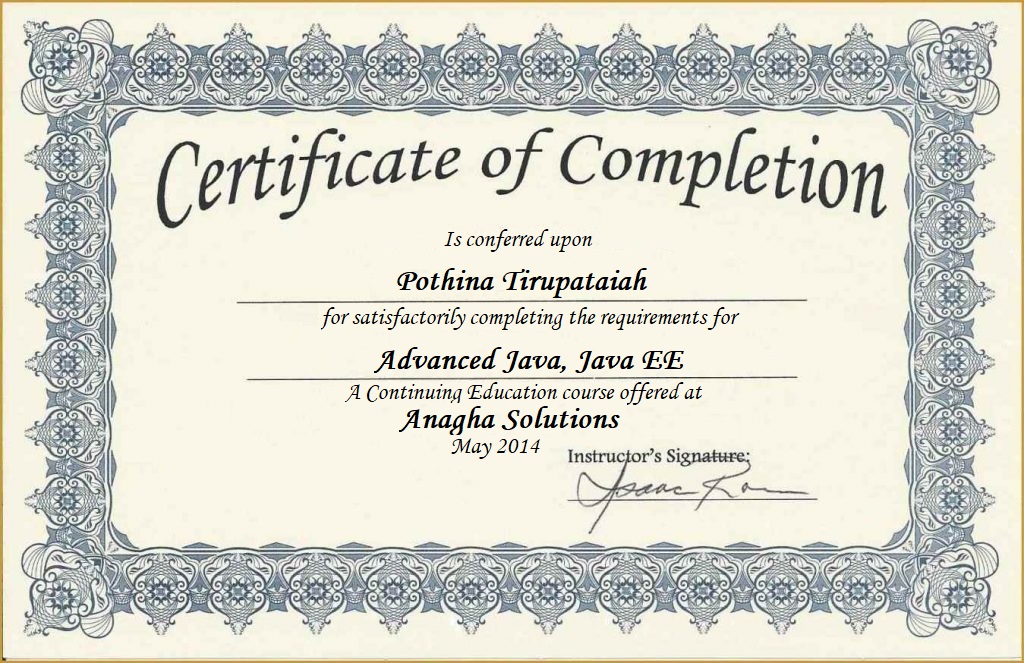 Certificate of Completion
Is conferred upon
Pothina Tirupataiah
for satisfactorily completing the requirements for
Advanced Java, Java EE
A Continuing Education course offered at
Anagha Solutions
May 2014
Instructor's Signature:
Isaac